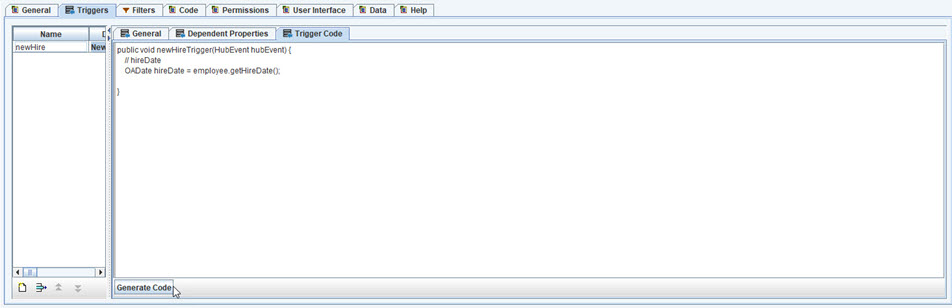 General Triggers Filters Code Permissions User Interface Data Help
Name
newHire New
General Dependent Properties Trigger Code
public void newHireTrigger(HubEvent hubEvent) {
// hireDate
OADate hireDate = employee.getHireDate();
}
Generate Code